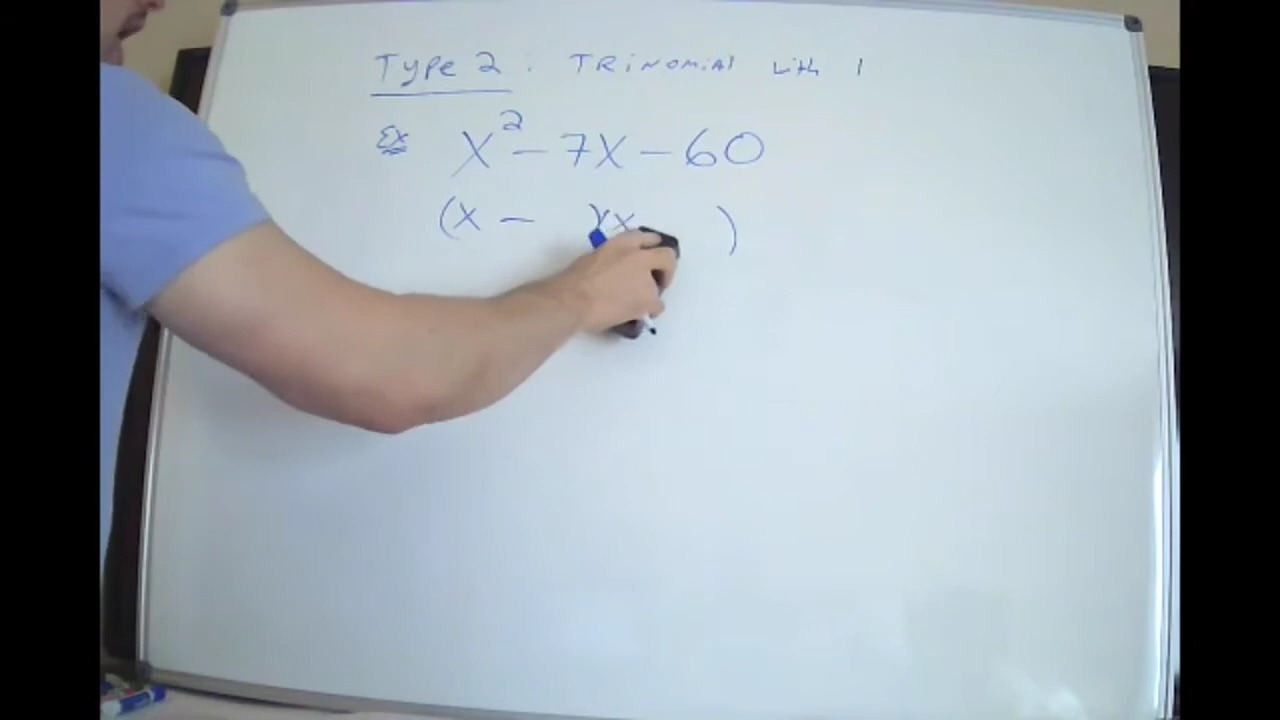 Type 2 : TRiNOMiAl with 1
Ex x² - 7x - 60
(x - )(x )